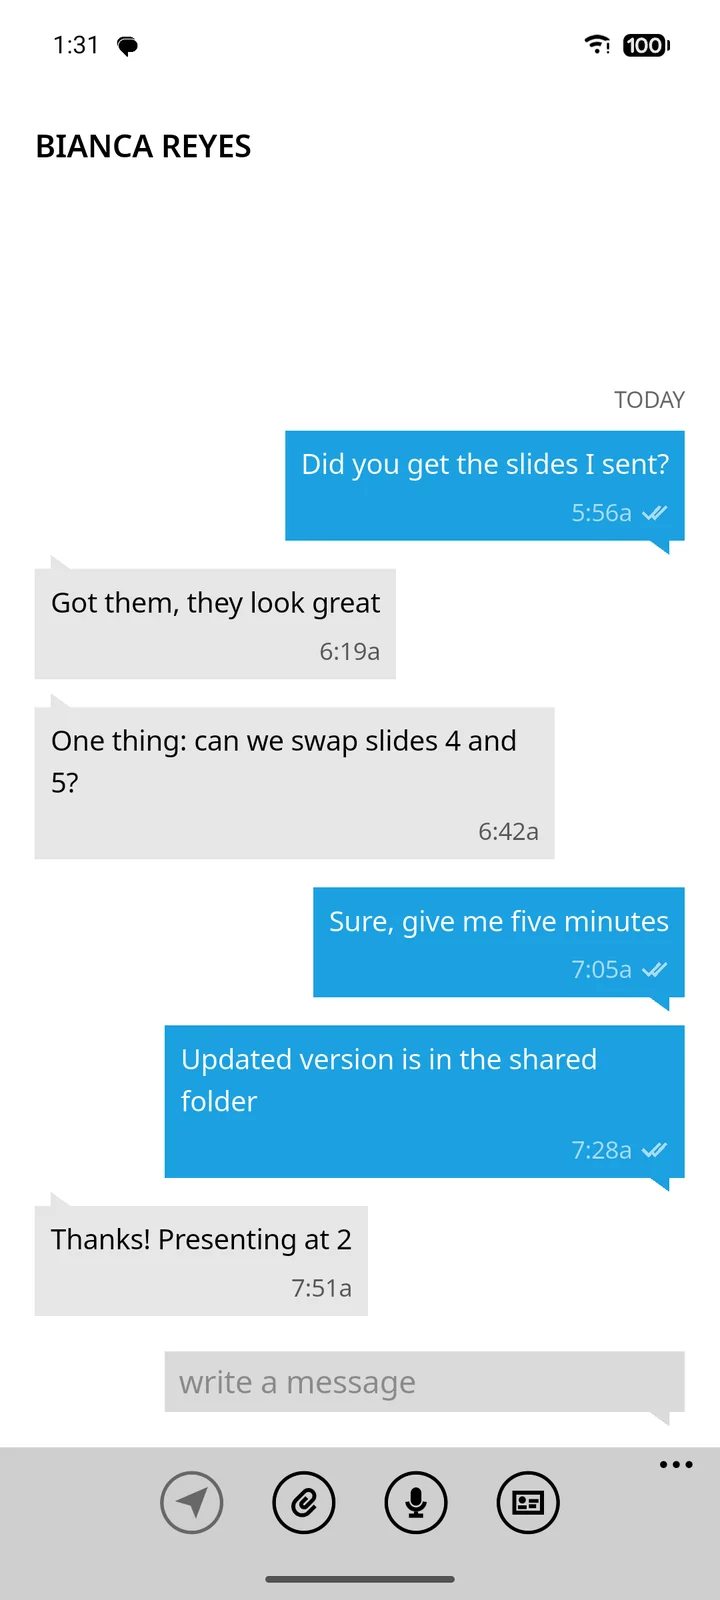 1:31
100
BIANCA REYES
TODAY
Did you get the slides I sent?
5:56a
Got them, they look great
6:19a
One thing: can we swap slides 4 and
5?
6:42a
Sure, give me five minutes
7:05a
Updated version is in the shared
folder
7:28a
Thanks! Presenting at 2
7:51a
write a message